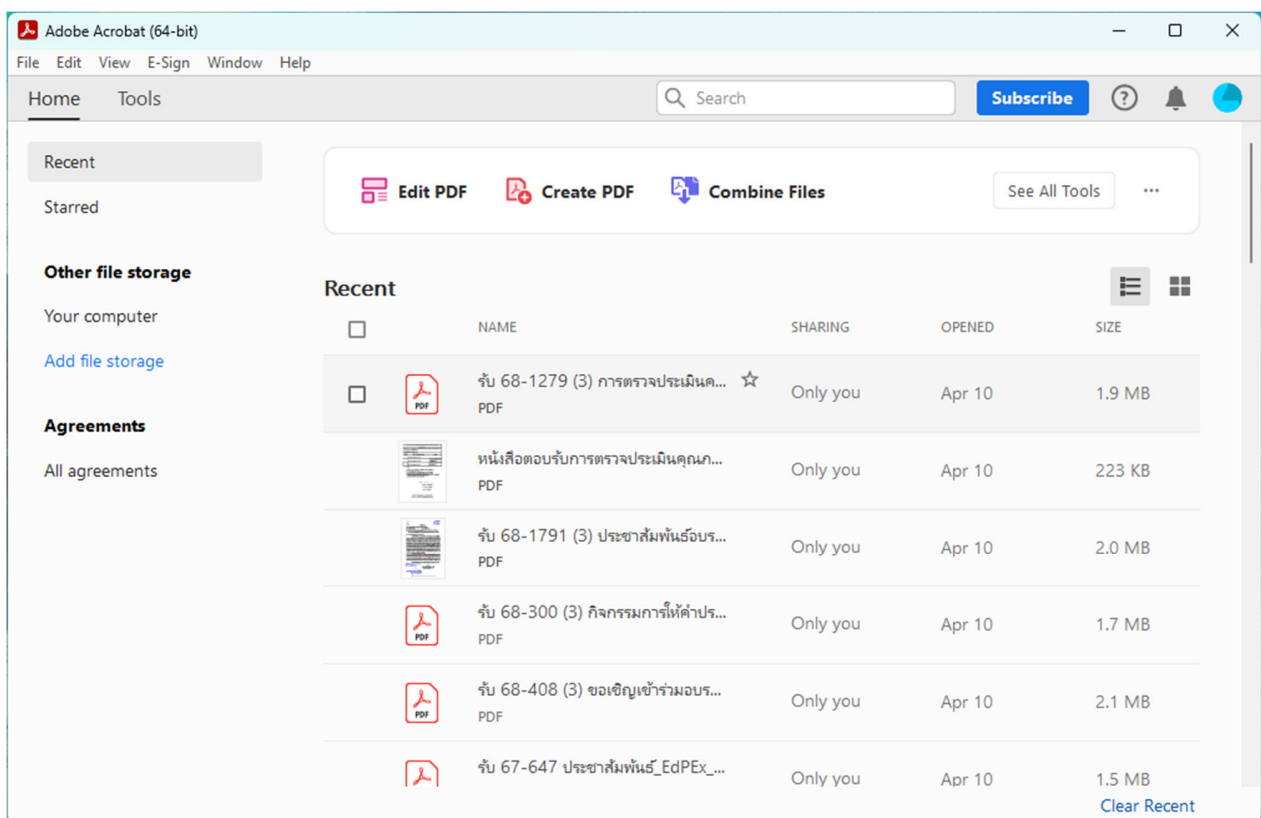 Adobe Acrobat (64-bit)
File Edit View E-Sign Window Help
Home Tools Search Subscribe
Recent
Starred
Other file storage
Your computer
Add file storage
Agreements
All agreements
Edit PDF Create PDF Combine Files See All Tools
Recent
NAME SHARING OPENED SIZE
รับ 68-1279 (3) การตรวจประเมินค... Only you Apr 10 1.9 MB
PDF
หนังสือตอบรับการตรวจประเมินคุณภ... Only you Apr 10 223 KB
PDF
รับ 68-1791 (3) ประชาสัมพันธ์อบร... Only you Apr 10 2.0 MB
PDF
รับ 68-300 (3) กิจกรรมการให้คำปร... Only you Apr 10 1.7 MB
PDF
รับ 68-408 (3) ขอเชิญเข้าร่วมอบร... Only you Apr 10 2.1 MB
PDF
รับ 67-647 ประชาสัมพันธ์_EdPEx_... Only you Apr 10 1.5 MB
Clear Recent